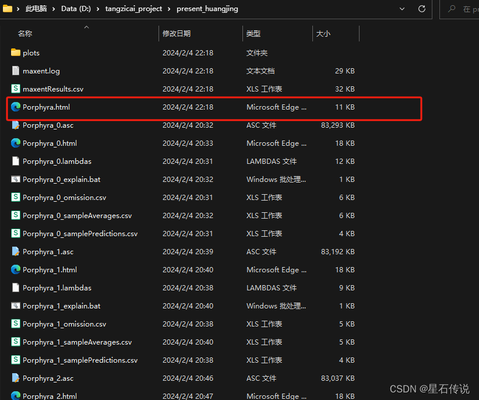 此电脑 › Data (D:) › tangzicai_project › present_huangjing
名称 修改日期 类型 大小
plots 2024/2/4 22:18 文件夹
maxent.log 2024/2/4 22:18 文本文档 29 KB
maxentResults.csv 2024/2/4 22:18 XLS 工作表 32 KB
Porphyra.html 2024/2/4 22:18 Microsoft Edge ... 11 KB
Porphyra_0.asc 2024/2/4 20:32 ASC 文件 83,293 KB
Porphyra_0.html 2024/2/4 20:33 Microsoft Edge ... 18 KB
Porphyra_0.lambdas 2024/2/4 20:31 LAMBDAS 文件 12 KB
Porphyra_0_explain.bat 2024/2/4 20:32 Windows 批处理... 1 KB
Porphyra_0_omission.csv 2024/2/4 20:31 XLS 工作表 6 KB
Porphyra_0_sampleAverages.csv 2024/2/4 20:32 XLS 工作表 6 KB
Porphyra_0_samplePredictions.csv 2024/2/4 20:31 XLS 工作表 4 KB
Porphyra_1.asc 2024/2/4 20:39 ASC 文件 83,192 KB
Porphyra_1.html 2024/2/4 20:40 Microsoft Edge ... 18 KB
Porphyra_1.lambdas 2024/2/4 20:38 LAMBDAS 文件 9 KB
Porphyra_1_explain.bat 2024/2/4 20:40 Windows 批处理... 1 KB
Porphyra_1_omission.csv 2024/2/4 20:38 XLS 工作表 5 KB
Porphyra_1_sampleAverages.csv 2024/2/4 20:40 XLS 工作表 5 KB
Porphyra_1_samplePredictions.csv 2024/2/4 20:38 XLS 工作表 4 KB
Porphyra_2.asc 2024/2/4 20:46 ASC 文件 83,037 KB
Porphyra_2.html 2024/2/4 20:47 Microsoft Edge ... 18 KB
CSDN @星石传说